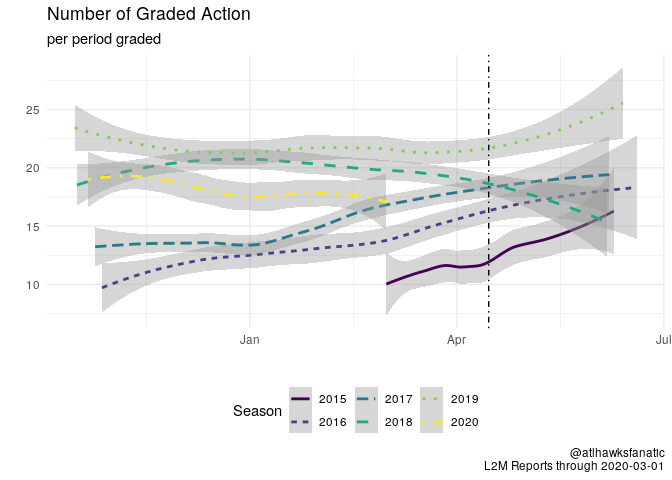 Number of Graded Action
per period graded
25
20
15
10
Jan
Apr
Jul
Season
2015
2017
2019
2016
2018
2020
@atlhawksfanatic
L2M Reports through 2020-03-01